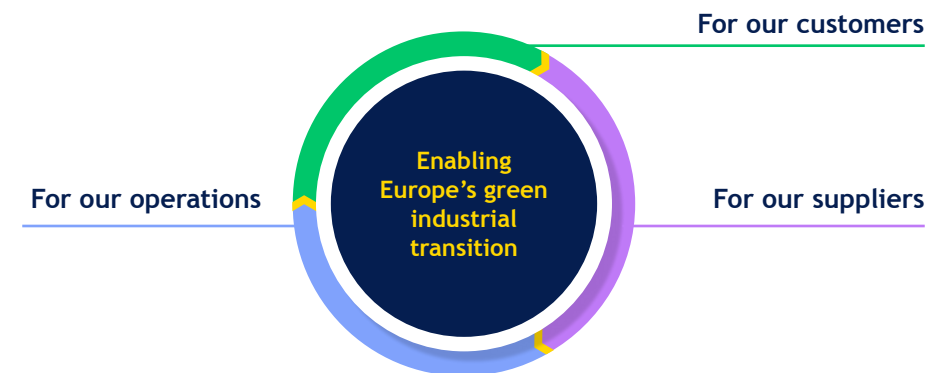 For our customers
Enabling
Europe’s green
industrial
transition
For our operations
For our suppliers